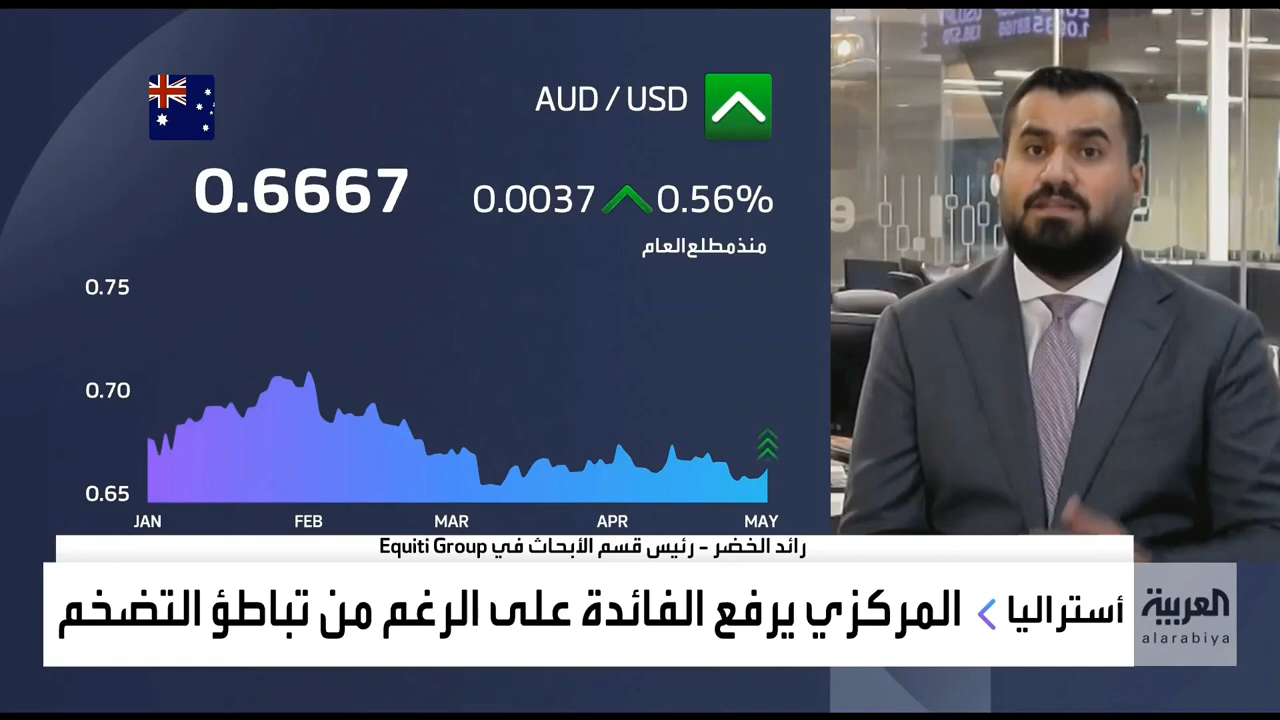 AUD / USD
0.6667
0.0037 0.56%
منذ مطلع العام
0.75
0.70
0.65
JAN FEB MAR APR MAY
رائد الخضر - رئيس قسم الأبحاث في Equiti Group
أستراليا > المركزي يرفع الفائدة على الرغم من تباطؤ التضخم
العربية
alarabiya